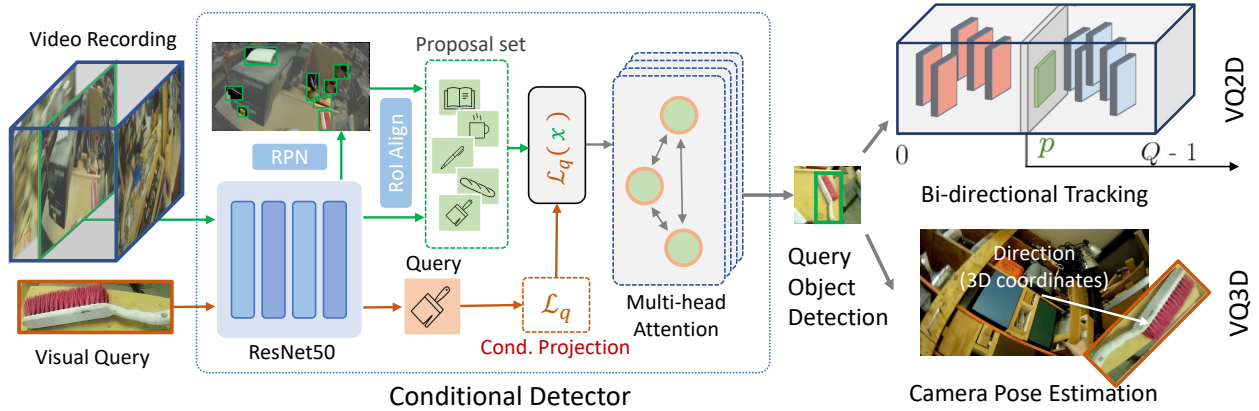 Video Recording
Visual Query
RPN
RoI Align
Proposal set
ResNet50
Query
ℒq( x )
ℒq
Cond. Projection
Multi-head
Attention
Conditional Detector
Query
Object
Detection
0
p
Q - 1
Bi-directional Tracking
VQ2D
Direction
(3D coordinates)
Camera Pose Estimation
VQ3D